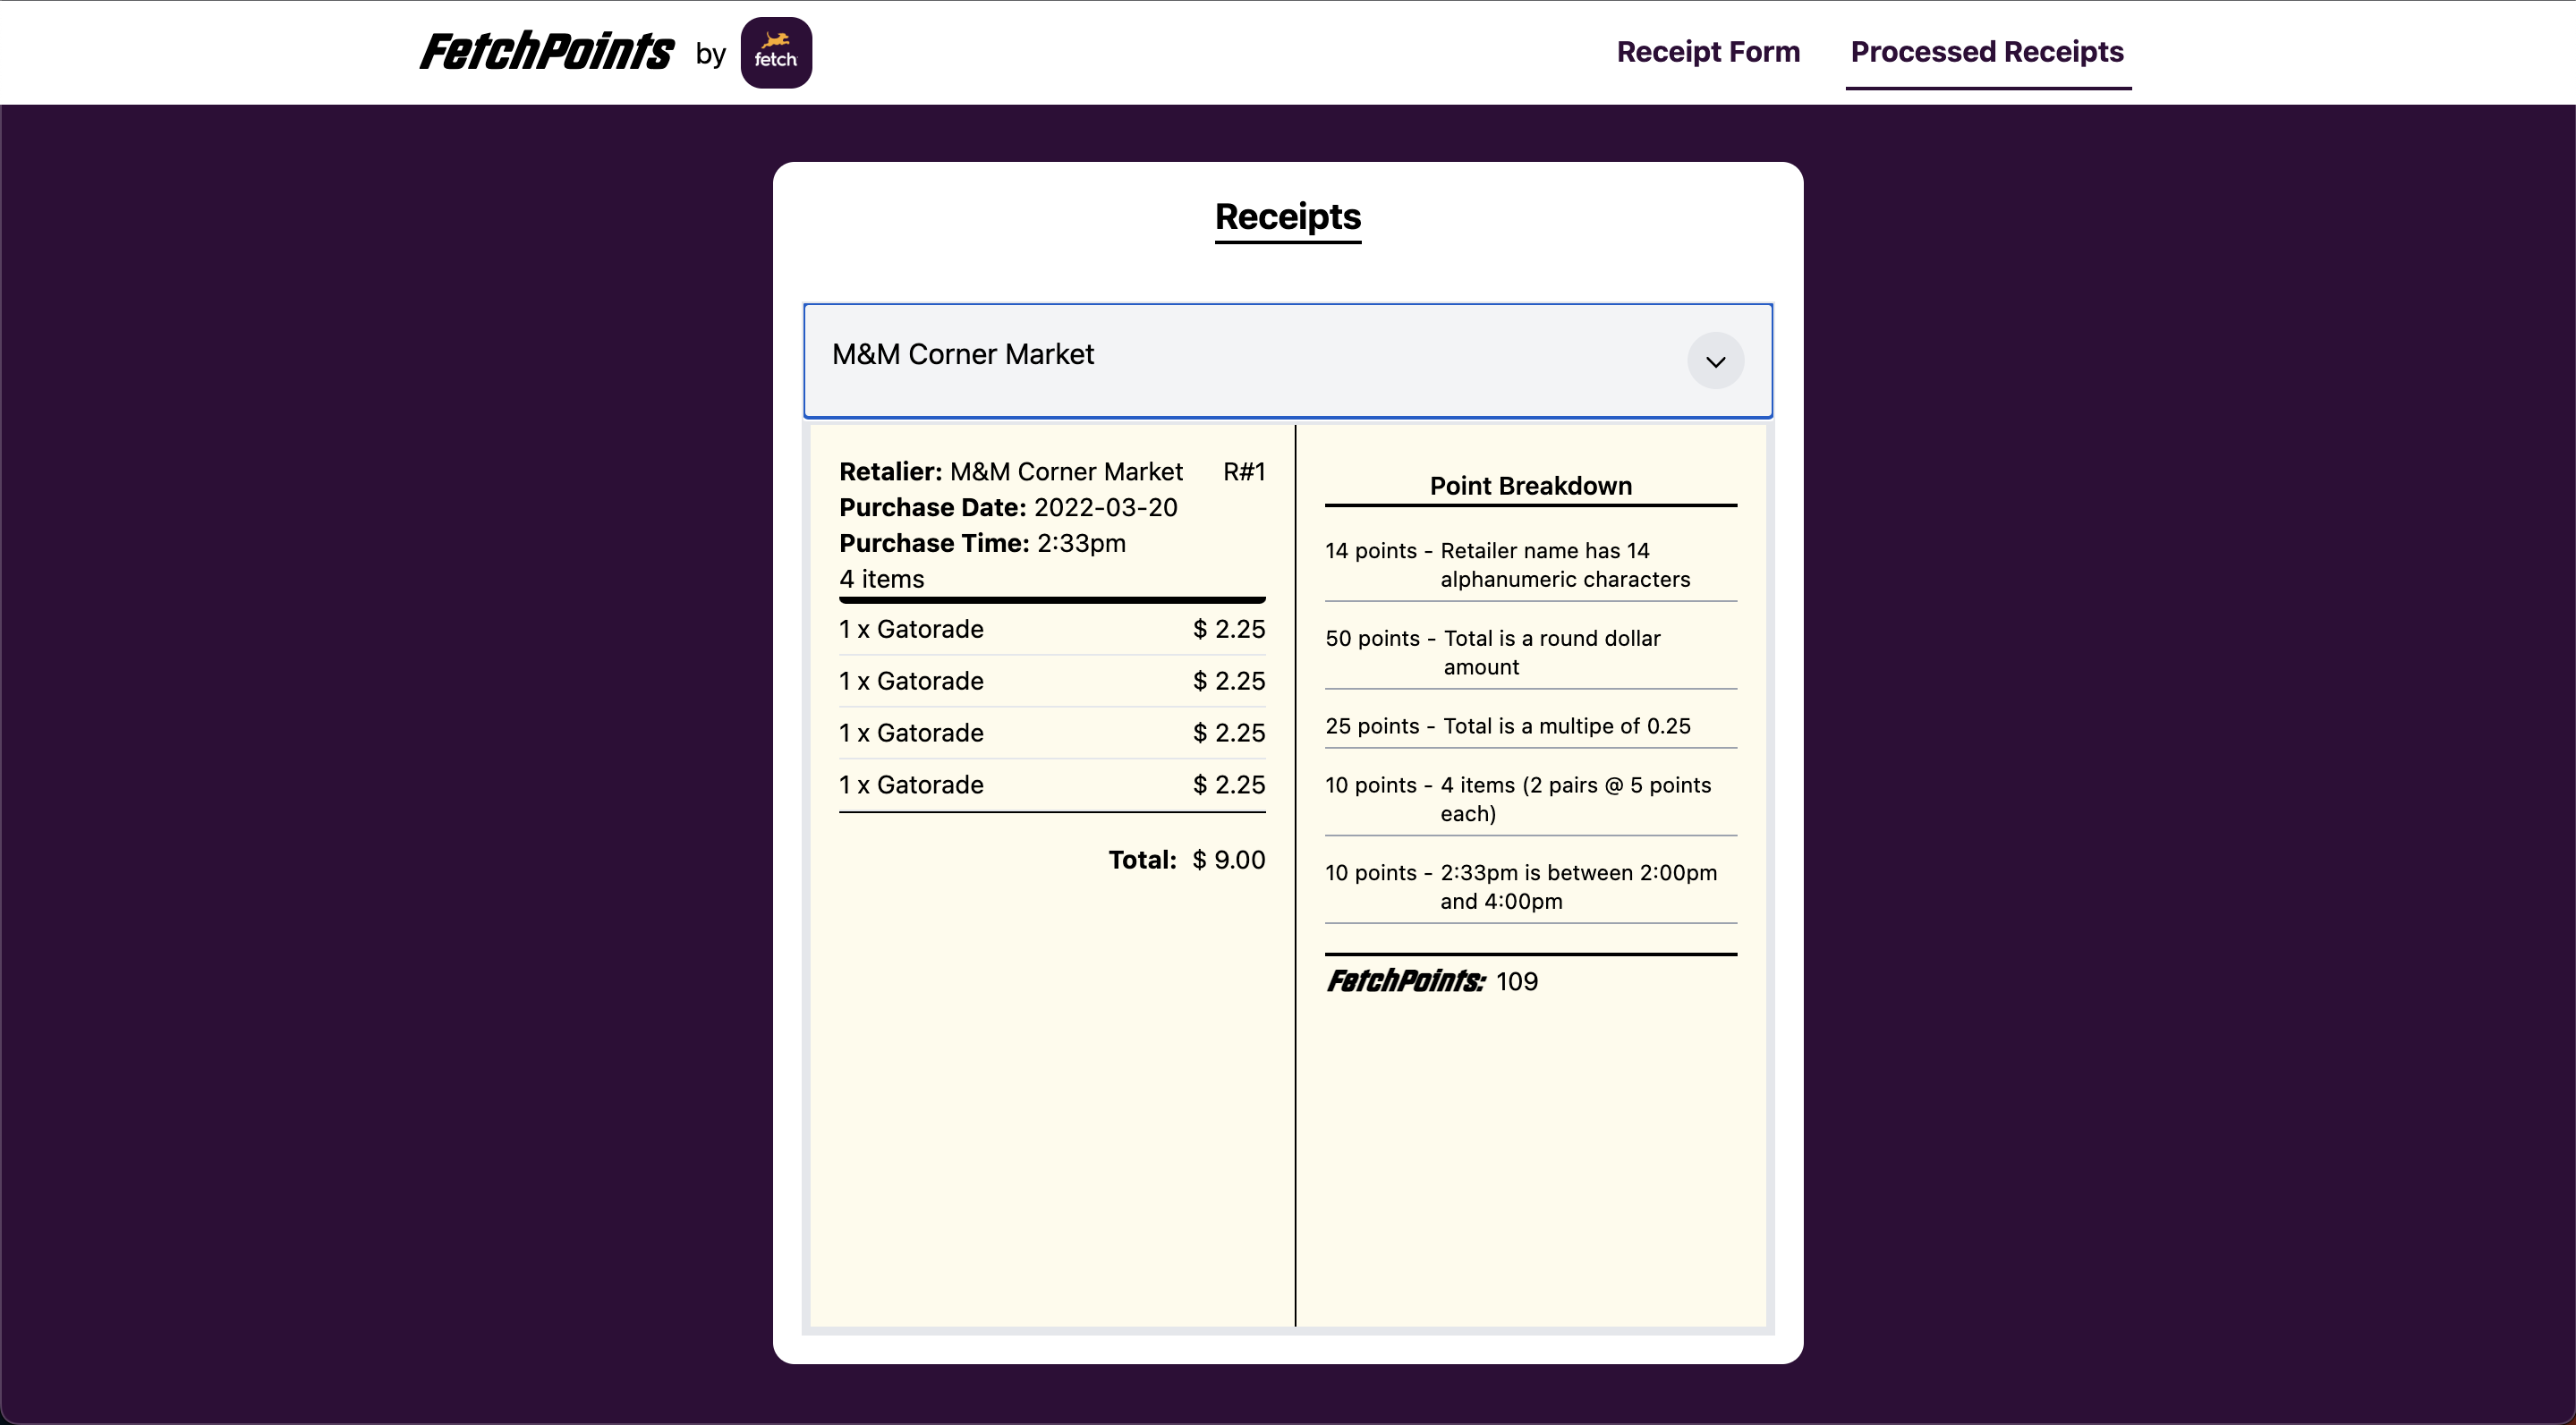 FetchPoints by fetch
Receipt Form Processed Receipts
Receipts
M&M Corner Market
Retalier: M&M Corner Market R#1
Purchase Date: 2022-03-20
Purchase Time: 2:33pm
4 items
1 x Gatorade $ 2.25
1 x Gatorade $ 2.25
1 x Gatorade $ 2.25
1 x Gatorade $ 2.25
Total: $ 9.00
Point Breakdown
14 points - Retailer name has 14
alphanumeric characters
50 points - Total is a round dollar
amount
25 points - Total is a multipe of 0.25
10 points - 4 items (2 pairs @ 5 points
each)
10 points - 2:33pm is between 2:00pm
and 4:00pm
FetchPoints: 109